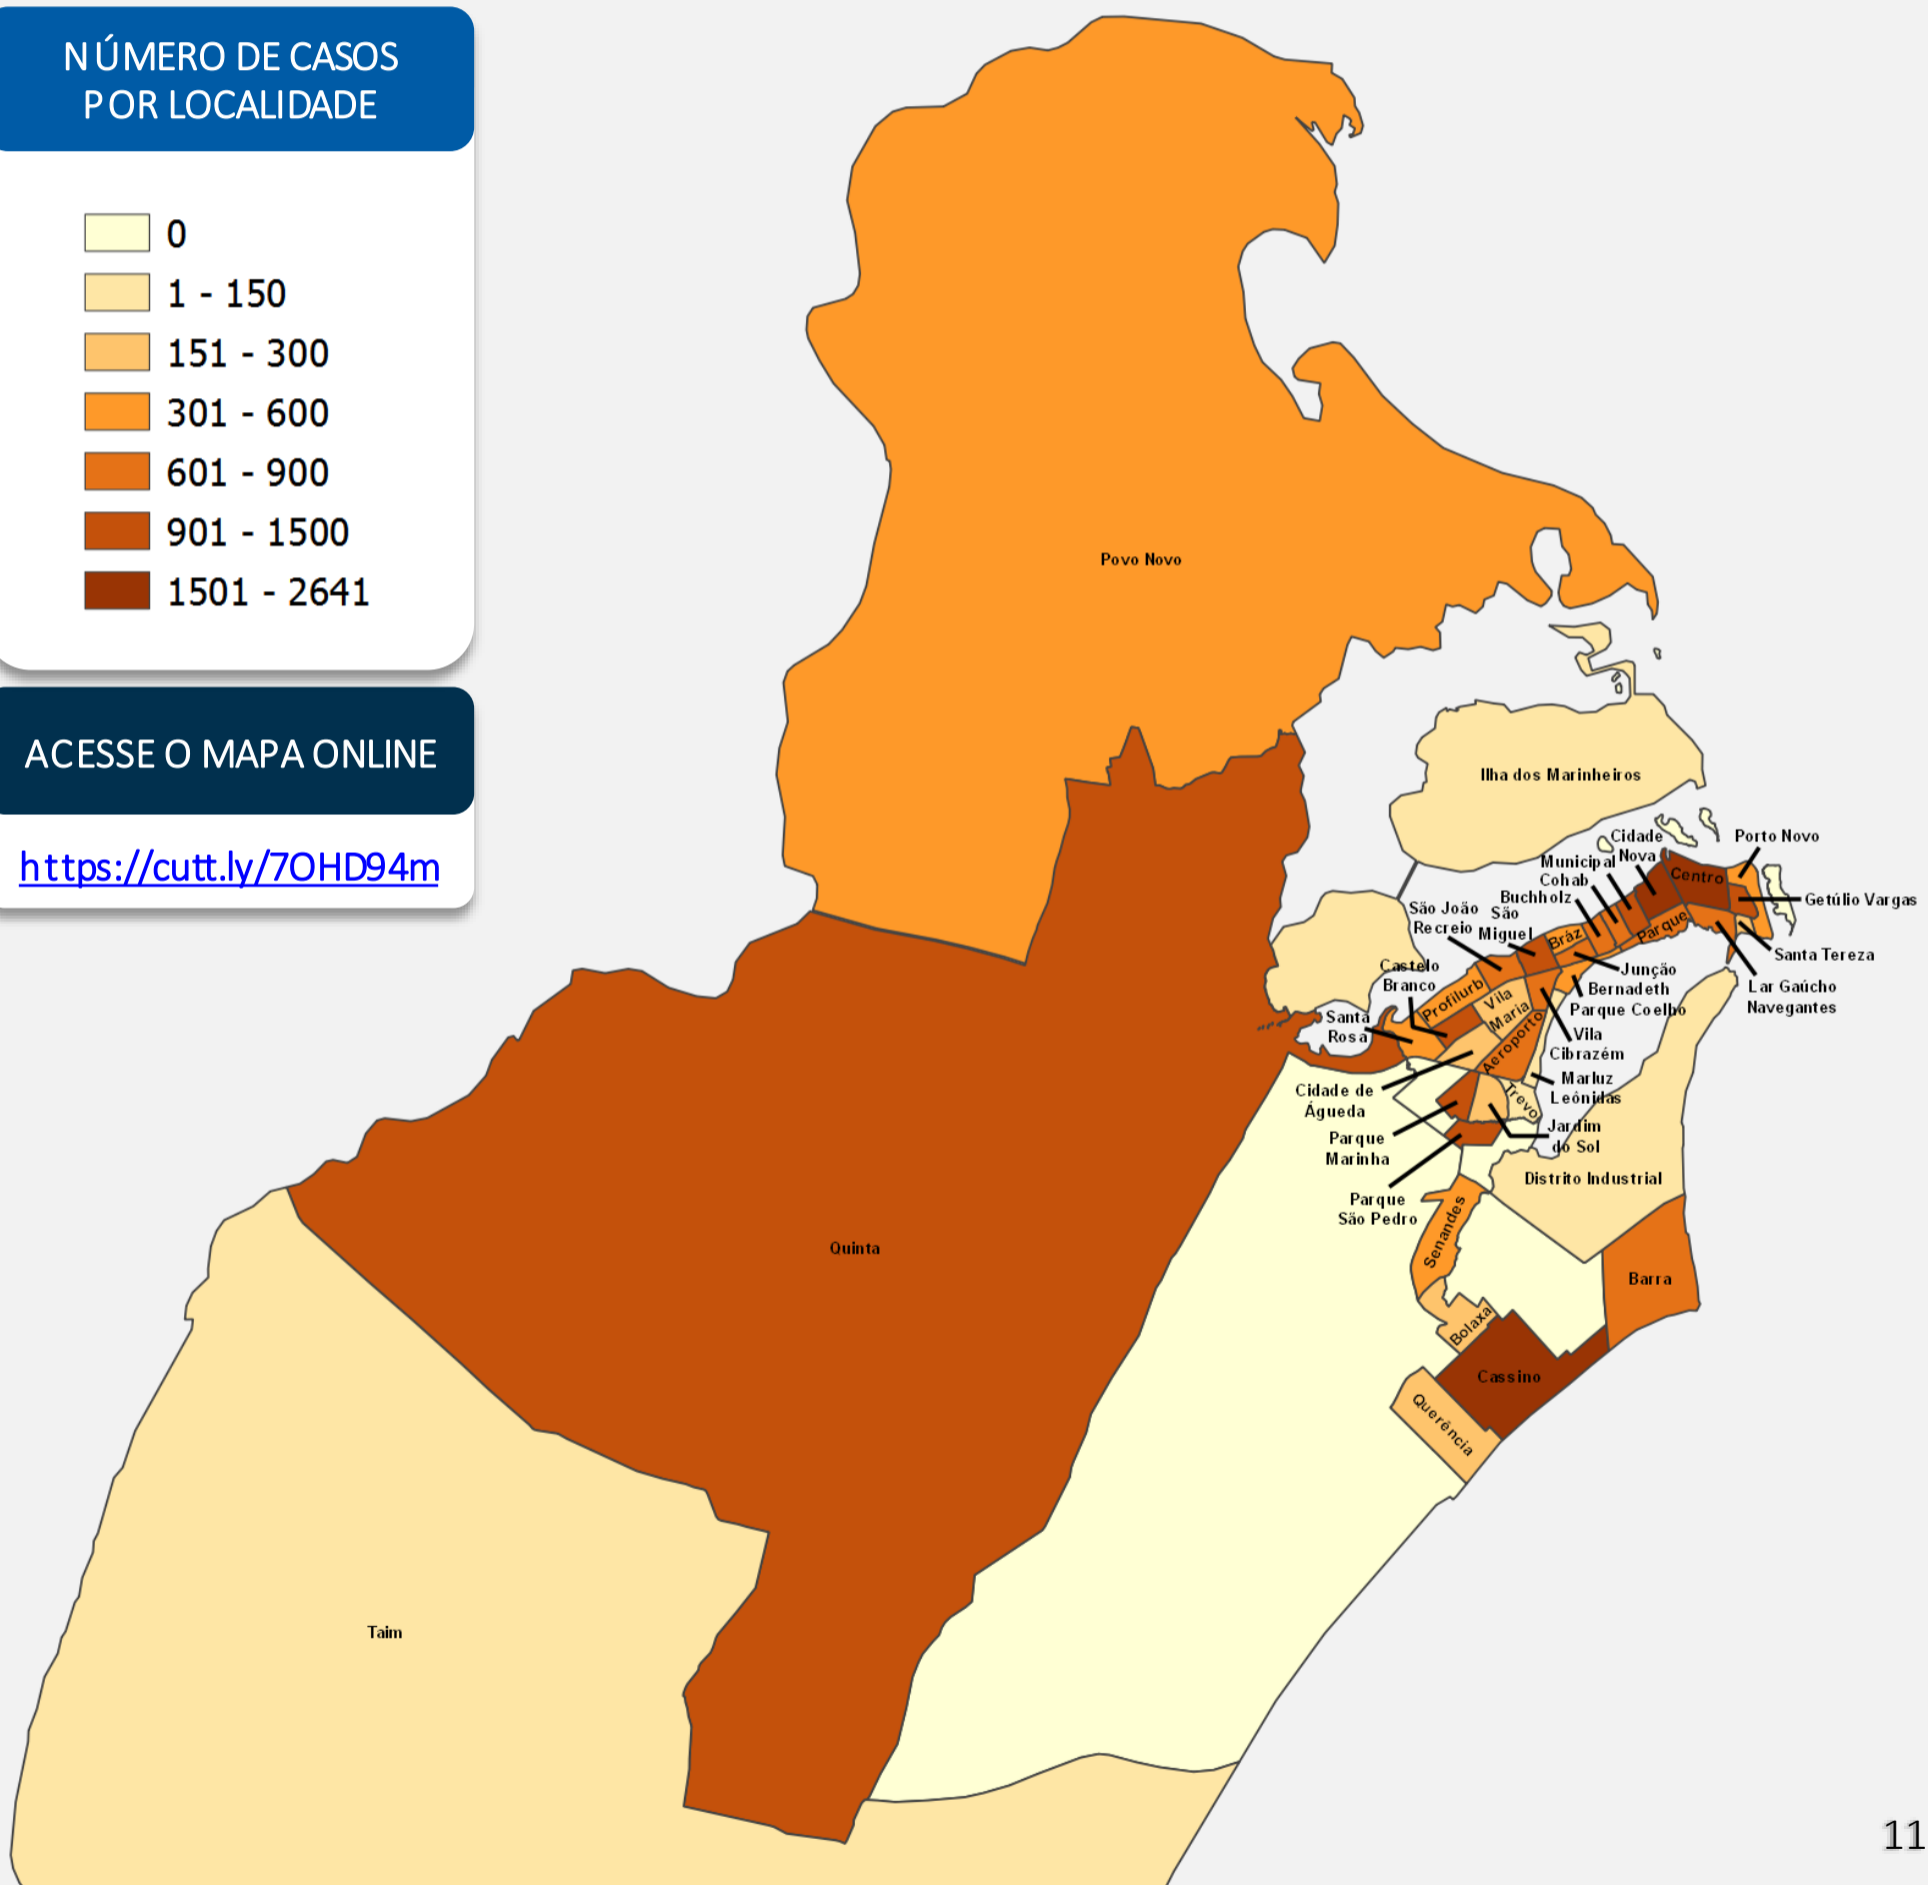 NÚMERO DE CASOS
POR LOCALIDADE
0
1 - 150
151 - 300
301 - 600
601 - 900
901 - 1500
1501 - 2641
ACESSE O MAPA ONLINE
https://cutt.ly/7OHD94m
Povo Novo
Ilha dos Marinheiros
Cidade
Nova
Porto Novo
Municipal
Cohab
Buchholz
Centro
Getúlio Vargas
São João
Recreio
São
Miguel
Bráz
Parque
Santa Tereza
Junção
Castelo
Branco
Bernadeth
Lar Gaúcho
Navegantes
Profilurb
Vila
Maria
Parque Coelho
Santa
Rosa
Aeroporto
Vila
Cibrazém
Cidade de
Águeda
Marluz
Leônidas
Trevo
Jardim
do Sol
Parque
Marinha
Distrito Industrial
Parque
São Pedro
Senandes
Quinta
Barra
Bolaxa
Cassino
Querência
Taim
11